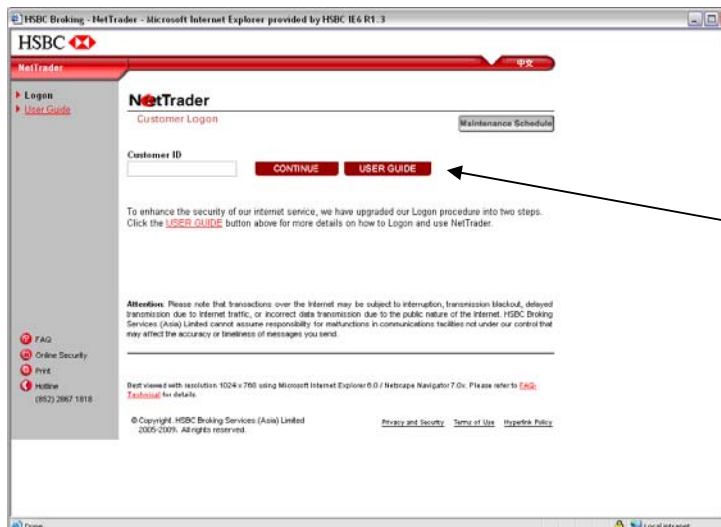 HSBC Broking - NetTrader - Microsoft Internet Explorer provided by HSBC IE6 R1.3
HSBC
NetTrader
中文
Logon
User Guide
NetTrader
Customer Logon
Maintenance Schedule
Customer ID
CONTINUE
USER GUIDE
To enhance the security of our internet service, we have upgraded our Logon procedure into two steps.
Click the USER GUIDE button above for more details on how to Logon and use NetTrader.
Attention: Please note that transactions over the Internet may be subject to interruption, transmission blackout, delayed
transmission due to Internet traffic, or incorrect data transmission due to the public nature of the Internet. HSBC Broking
Services (Asia) Limited cannot assume responsibility for malfunctions in communications facilities not under our control that
may affect the accuracy or timeliness of messages you send.
FAQ
Online Security
Print
Hotline
(852) 2867 1818
Best viewed with resolution 1024 x 768 using Microsoft Internet Explorer 6.0 / Netscape Navigator 7.0x. Please refer to FAQ-
Technical for details.
© Copyright. HSBC Broking Services (Asia) Limited
2005-2009. All rights reserved.
Privacy and Security
Terms of Use
Hyperlink Policy
Done
Local intranet